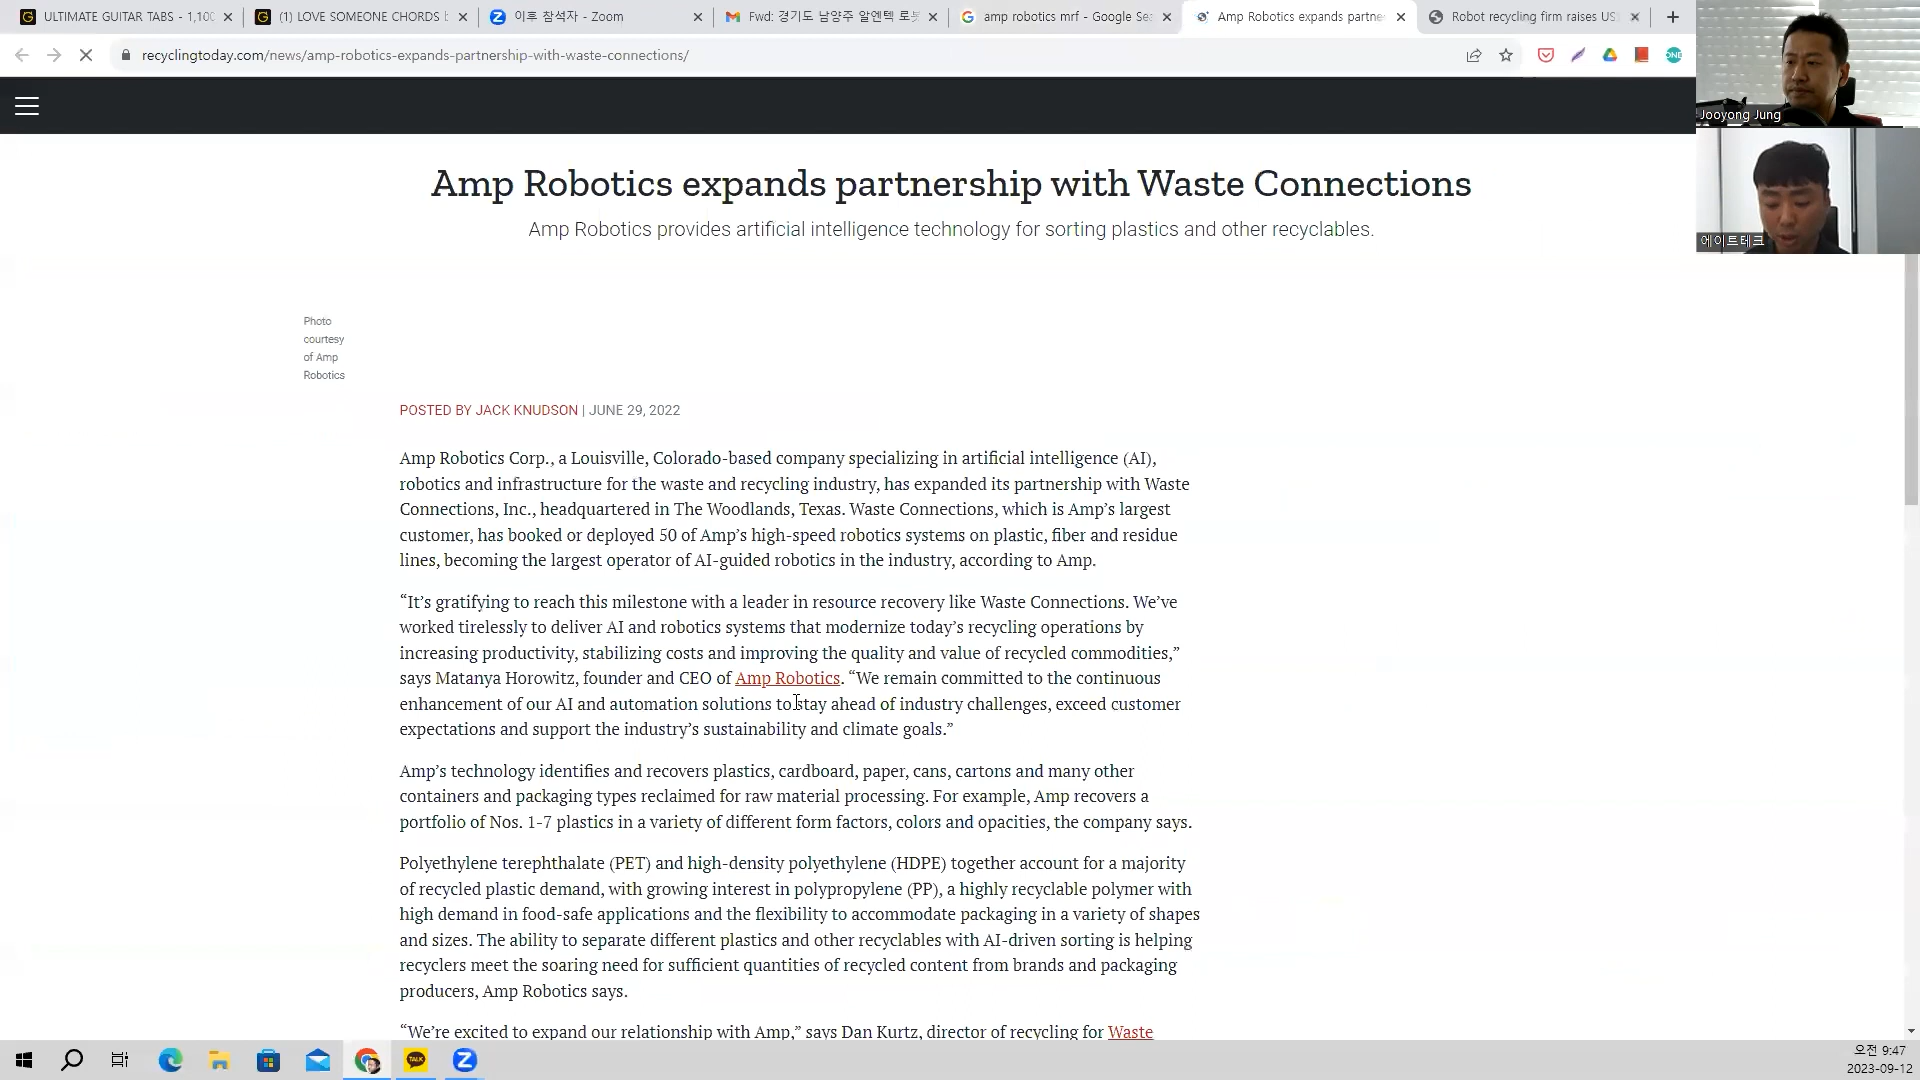 ULTIMATE GUITAR TABS - 1,100
(1) LOVE SOMEONE CHORDS
이후 참석자 - Zoom
Fwd: 경기도 남양주 알엔텍 로봇
amp robotics mrf - Google Se
Amp Robotics expands partne
Robot recycling firm raises US
recyclingtoday.com/news/amp-robotics-expands-partnership-with-waste-connections/
Jooyong Jung
에이트테크
Amp Robotics expands partnership with Waste Connections
Amp Robotics provides artificial intelligence technology for sorting plastics and other recyclables.
Photo
courtesy
of Amp
Robotics
POSTED BY JACK KNUDSON | JUNE 29, 2022
Amp Robotics Corp., a Louisville, Colorado-based company specializing in artificial intelligence (AI),
robotics and infrastructure for the waste and recycling industry, has expanded its partnership with Waste
Connections, Inc., headquartered in The Woodlands, Texas. Waste Connections, which is Amp’s largest
customer, has booked or deployed 50 of Amp’s high-speed robotics systems on plastic, fiber and residue
lines, becoming the largest operator of AI-guided robotics in the industry, according to Amp.
“It’s gratifying to reach this milestone with a leader in resource recovery like Waste Connections. We’ve
worked tirelessly to deliver AI and robotics systems that modernize today’s recycling operations by
increasing productivity, stabilizing costs and improving the quality and value of recycled commodities,”
says Matanya Horowitz, founder and CEO of Amp Robotics. “We remain committed to the continuous
enhancement of our AI and automation solutions to stay ahead of industry challenges, exceed customer
expectations and support the industry’s sustainability and climate goals.”
Amp’s technology identifies and recovers plastics, cardboard, paper, cans, cartons and many other
containers and packaging types reclaimed for raw material processing. For example, Amp recovers a
portfolio of Nos. 1-7 plastics in a variety of different form factors, colors and opacities, the company says.
Polyethylene terephthalate (PET) and high-density polyethylene (HDPE) together account for a majority
of recycled plastic demand, with growing interest in polypropylene (PP), a highly recyclable polymer with
high demand in food-safe applications and the flexibility to accommodate packaging in a variety of shapes
and sizes. The ability to separate different plastics and other recyclables with AI-driven sorting is helping
recyclers meet the soaring need for sufficient quantities of recycled content from brands and packaging
producers, Amp Robotics says.
“We’re excited to expand our relationship with Amp,” says Dan Kurtz, director of recycling for Waste
TALK
오전 9:47
2023-09-12